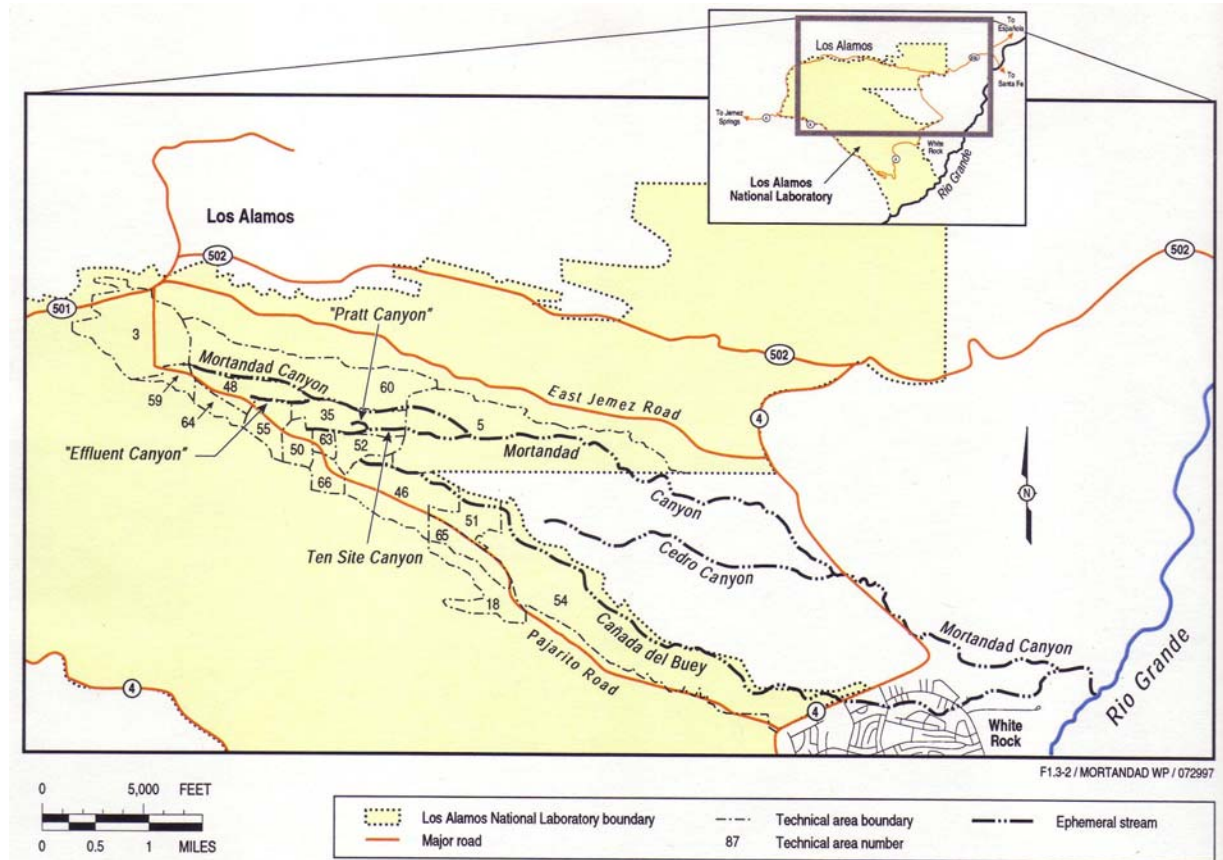 To
Española
Los Alamos
502
To
Santa Fe
To Jemez
Springs
4
4
White
Rock
4
Los Alamos
National Laboratory
Rio Grande
Los Alamos
502
502
501
"Pratt Canyon"
3
Mortandad Canyon
502
60
East Jemez Road
48
4
59
35
5
64
55
"Effluent Canyon"
50
63
52
Mortandad
Canyon
66
46
N
51
65
Cedro Canyon
Ten Site Canyon
18
54
Cañada del Buey
Mortandad Canyon
Pajarito Road
4
4
White
Rock
Rio Grande
F1.3-2 / MORTANDAD WP / 072997
0 5,000 FEET
0 0.5 1 MILES
Los Alamos National Laboratory boundary
Major road
Technical area boundary
87 Technical area number
Ephemeral stream